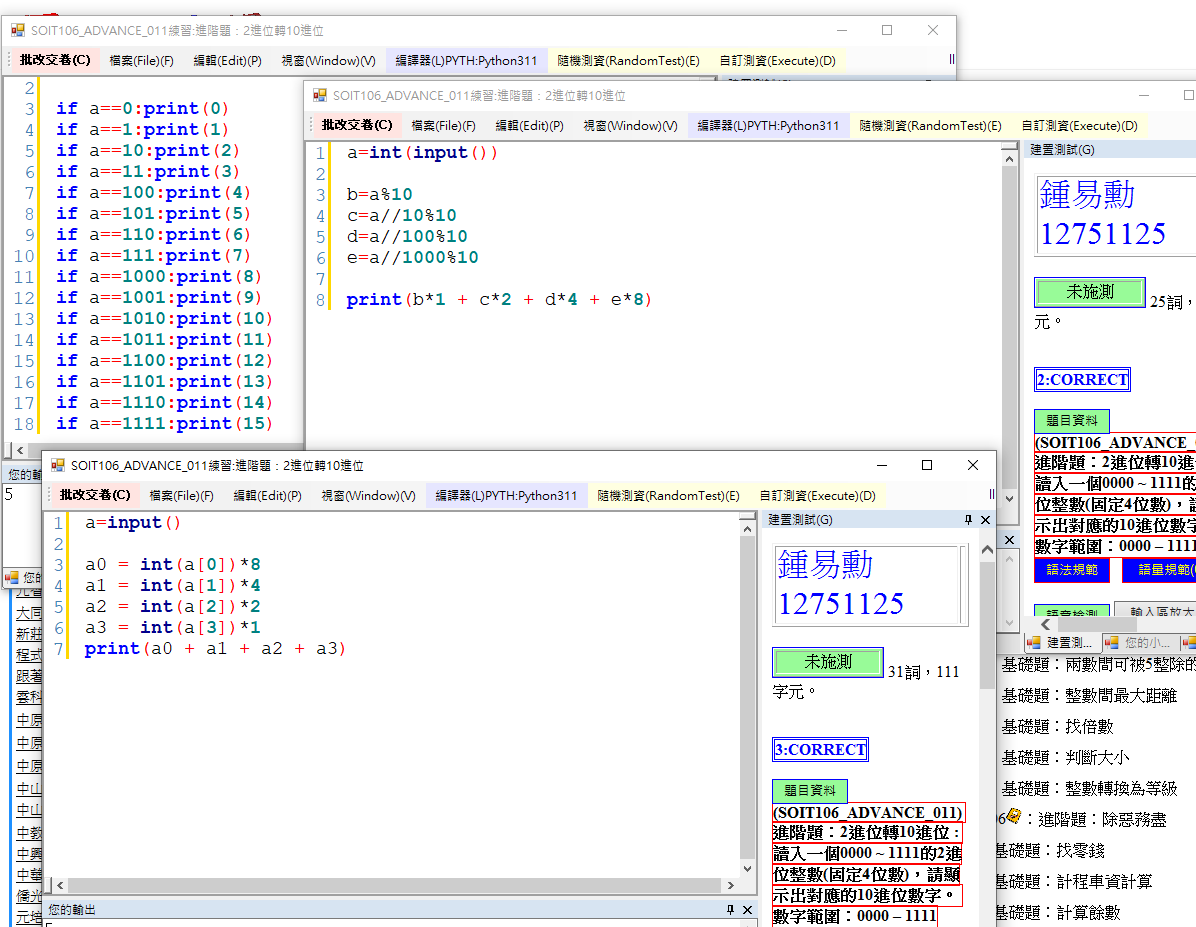 SOIT106_ADVANCE_011練習:進階題：2進位轉10進位
批改交卷(C) 檔案(File)(F) 編輯(Edit)(P) 視窗(Window)(V) 編譯器(L)PYTH:Python311 隨機測資(RandomTest)(E) 自訂測資(Execute)(D)
2
3 if a==0:print(0)
4 if a==1:print(1)
5 if a==10:print(2)
6 if a==11:print(3)
7 if a==100:print(4)
8 if a==101:print(5)
9 if a==110:print(6)
10 if a==111:print(7)
11 if a==1000:print(8)
12 if a==1001:print(9)
13 if a==1010:print(10)
14 if a==1011:print(11)
15 if a==1100:print(12)
16 if a==1101:print(13)
17 if a==1110:print(14)
18 if a==1111:print(15)
您的輸
5
您的
SOIT106_ADVANCE_011練習:進階題：2進位轉10進位
批改交卷(C) 檔案(File)(F) 編輯(Edit)(P) 視窗(Window)(V) 編譯器(L)PYTH:Python311 隨機測資(RandomTest)(E) 自訂測資(Execute)(D)
1 a=int(input())
2
3 b=a%10
4 c=a//10%10
5 d=a//100%10
6 e=a//1000%10
7
8 print(b*1 + c*2 + d*4 + e*8)
建置測試(G)
鍾易勳
12751125
未施測 25詞，
元。
2:CORRECT
題目資料
(SOIT106_ADVANCE_
進階題：2進位轉10進
讀入一個0000 ~ 1111的
位整數(固定4位數)，請
示出對應的10進位數字
數字範圍：0000 – 1111
語法規範 語量規範(
語意檢測 輸入區放大
建置測... 您的小...
SOIT106_ADVANCE_011練習:進階題：2進位轉10進位
批改交卷(C) 檔案(File)(F) 編輯(Edit)(P) 視窗(Window)(V) 編譯器(L)PYTH:Python311 隨機測資(RandomTest)(E) 自訂測資(Execute)(D)
1 a=input()
2
3 a0 = int(a[0])*8
4 a1 = int(a[1])*4
5 a2 = int(a[2])*2
6 a3 = int(a[3])*1
7 print(a0 + a1 + a2 + a3)
您的輸出
建置測試(G)
鍾易勳
12751125
未施測 31詞，111
字元。
3:CORRECT
題目資料
(SOIT106_ADVANCE_011)
進階題：2進位轉10進位：
讀入一個0000 ~ 1111的2進
位整數(固定4位數)，請顯
示出對應的10進位數字。
數字範圍：0000 – 1111
大同
新莊
程式
跟著
雲科
中原
中原
中原
中山
中山
中教
中興
中華
僑光
元培
基礎題：兩數間可被5整除的
基礎題：整數間最大距離
基礎題：找倍數
基礎題：判斷大小
基礎題：整數轉換為等級
06：進階題：除惡務盡
基礎題：找零錢
基礎題：計程車資計算
基礎題：計算餘數